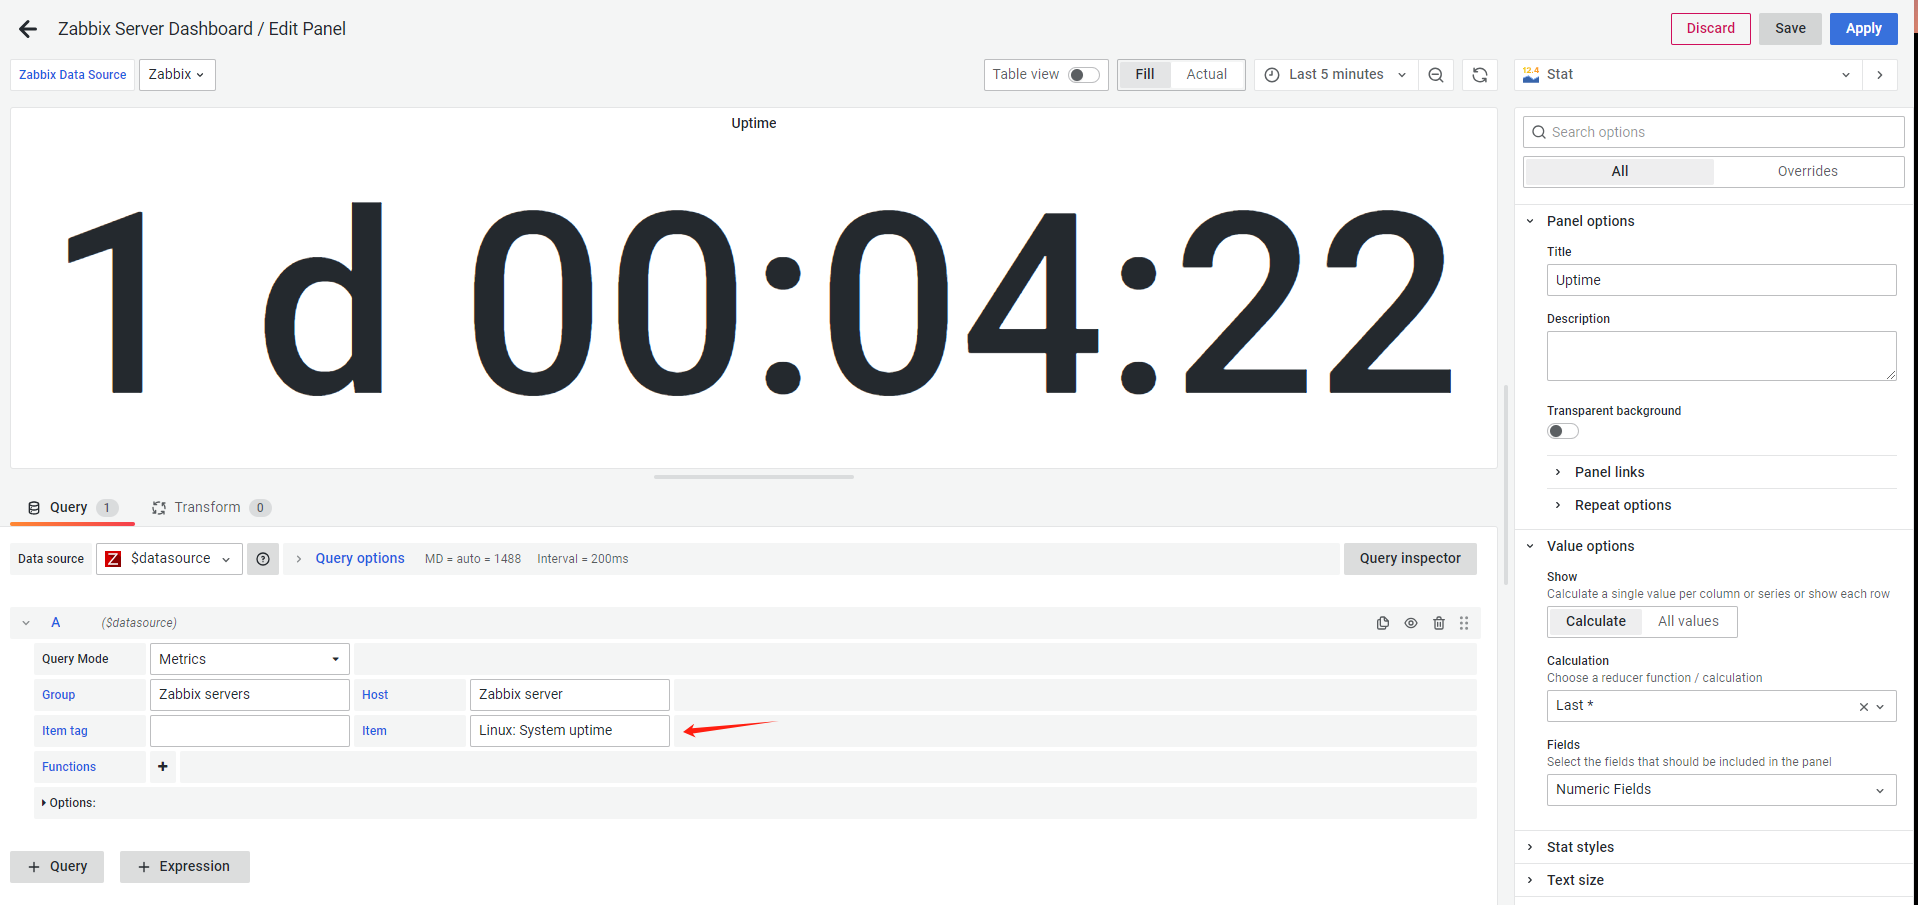 Zabbix Server Dashboard / Edit Panel
Discard
Save
Apply
Zabbix Data Source
Zabbix
Table view
Fill
Actual
Last 5 minutes
12.4
Stat
Uptime
1 d 00:04:22
Search options
All
Overrides
Panel options
Title
Uptime
Description
Transparent background
Panel links
Repeat options
Query 1
Transform 0
Data source
Z
$datasource
Query options
MD = auto = 1488
Interval = 200ms
Query inspector
A
($datasource)
Query Mode
Metrics
Group
Zabbix servers
Host
Zabbix server
Item tag
Item
Linux: System uptime
Functions
+
Options:
+ Query
+ Expression
Value options
Show
Calculate a single value per column or series or show each row
Calculate
All values
Calculation
Choose a reducer function / calculation
Last *
Fields
Select the fields that should be included in the panel
Numeric Fields
Stat styles
Text size